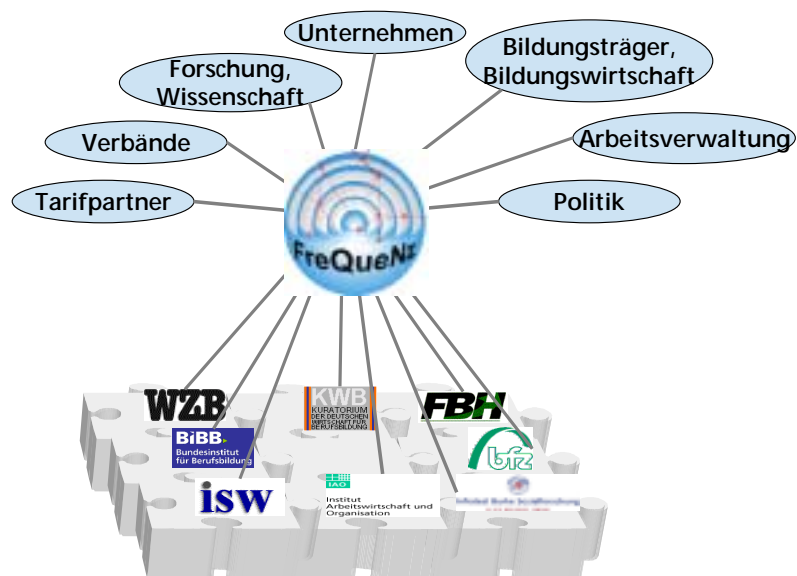 Unternehmen
Bildungsträger,
Bildungswirtschaft
Forschung,
Wissenschaft
Verbände
Arbeitsverwaltung
Tarifpartner
Politik
FreQueNz
WZB
KWB
KURATORIUM
DER DEUTSCHEN
WIRTSCHAFT FÜR
BERUFSBILDUNG
FBH
BiBB
Bundesinstitut
für Berufsbildung
bfz
isw
IAO
Institut
Arbeitswirtschaft und
Organisation